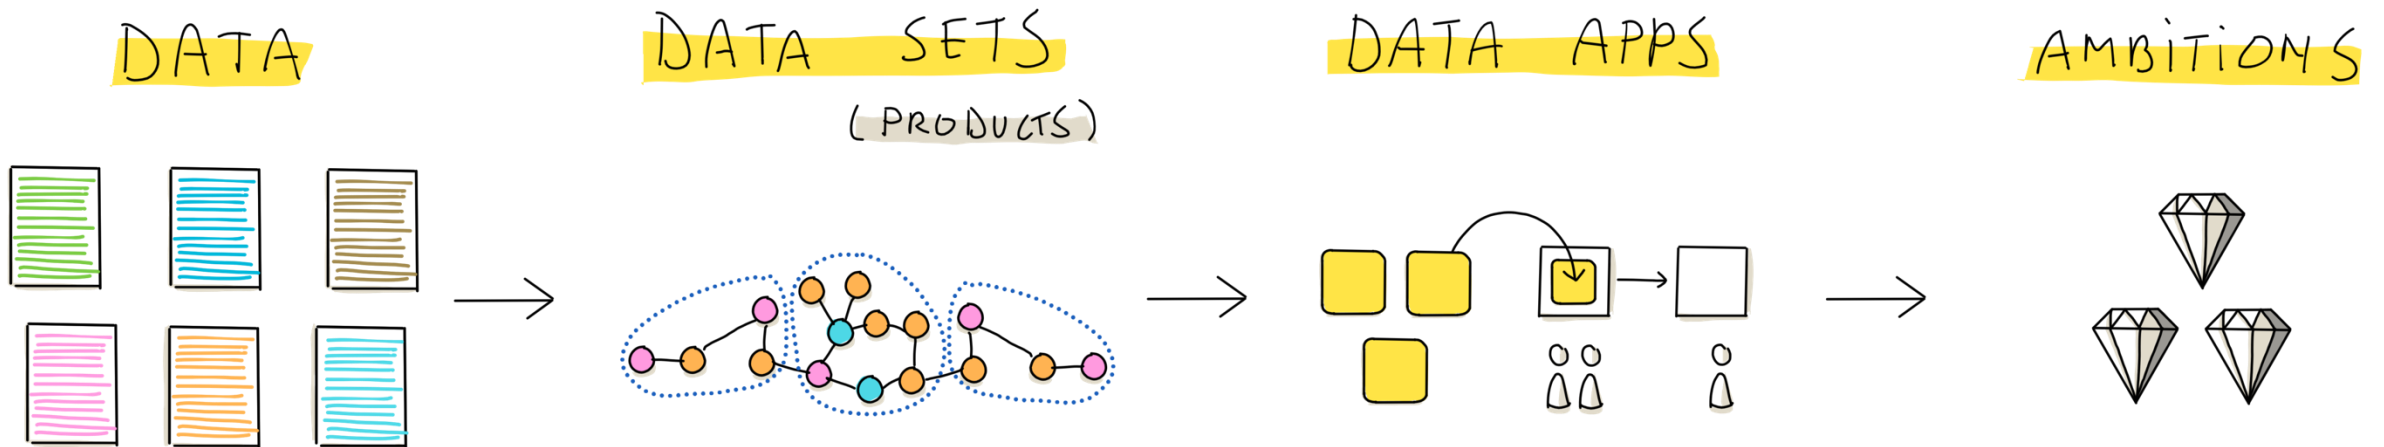 DATA
DATA SETS
(PRODUCTS)
DATA APPS
AMBiTiONS